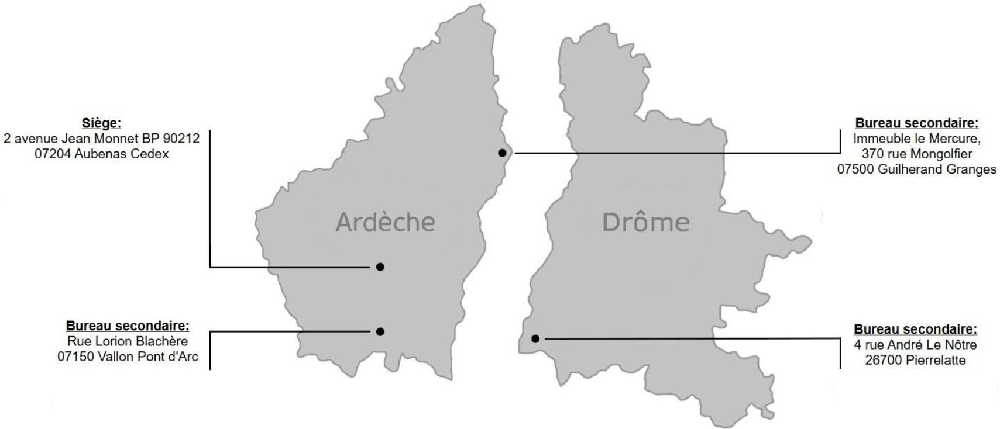 Siège:
2 avenue Jean Monnet BP 90212
07204 Aubenas Cedex
Bureau secondaire:
Rue Lorion Blachère
07150 Vallon Pont d'Arc
Ardèche
Drôme
Bureau secondaire:
Immeuble le Mercure,
370 rue Mongolfier
07500 Guilherand Granges
Bureau secondaire:
4 rue André Le Nôtre
26700 Pierrelatte